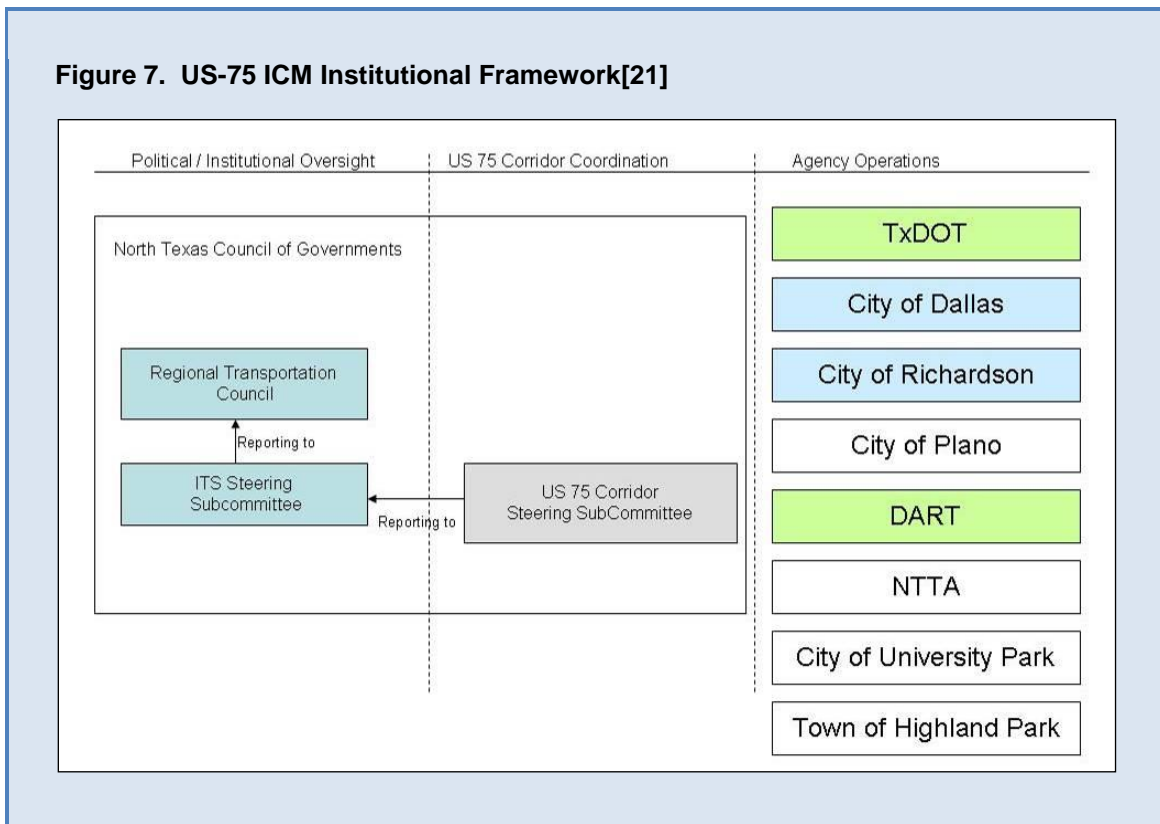 Figure 7. US-75 ICM Institutional Framework[21]
Political / Institutional Oversight
US 75 Corridor Coordination
Agency Operations
North Texas Council of Governments
Regional Transportation
Council
Reporting to
ITS Steering
Subcommittee
Reporting to
US 75 Corridor
Steering SubCommittee
TxDOT
City of Dallas
City of Richardson
City of Plano
DART
NTTA
City of University Park
Town of Highland Park